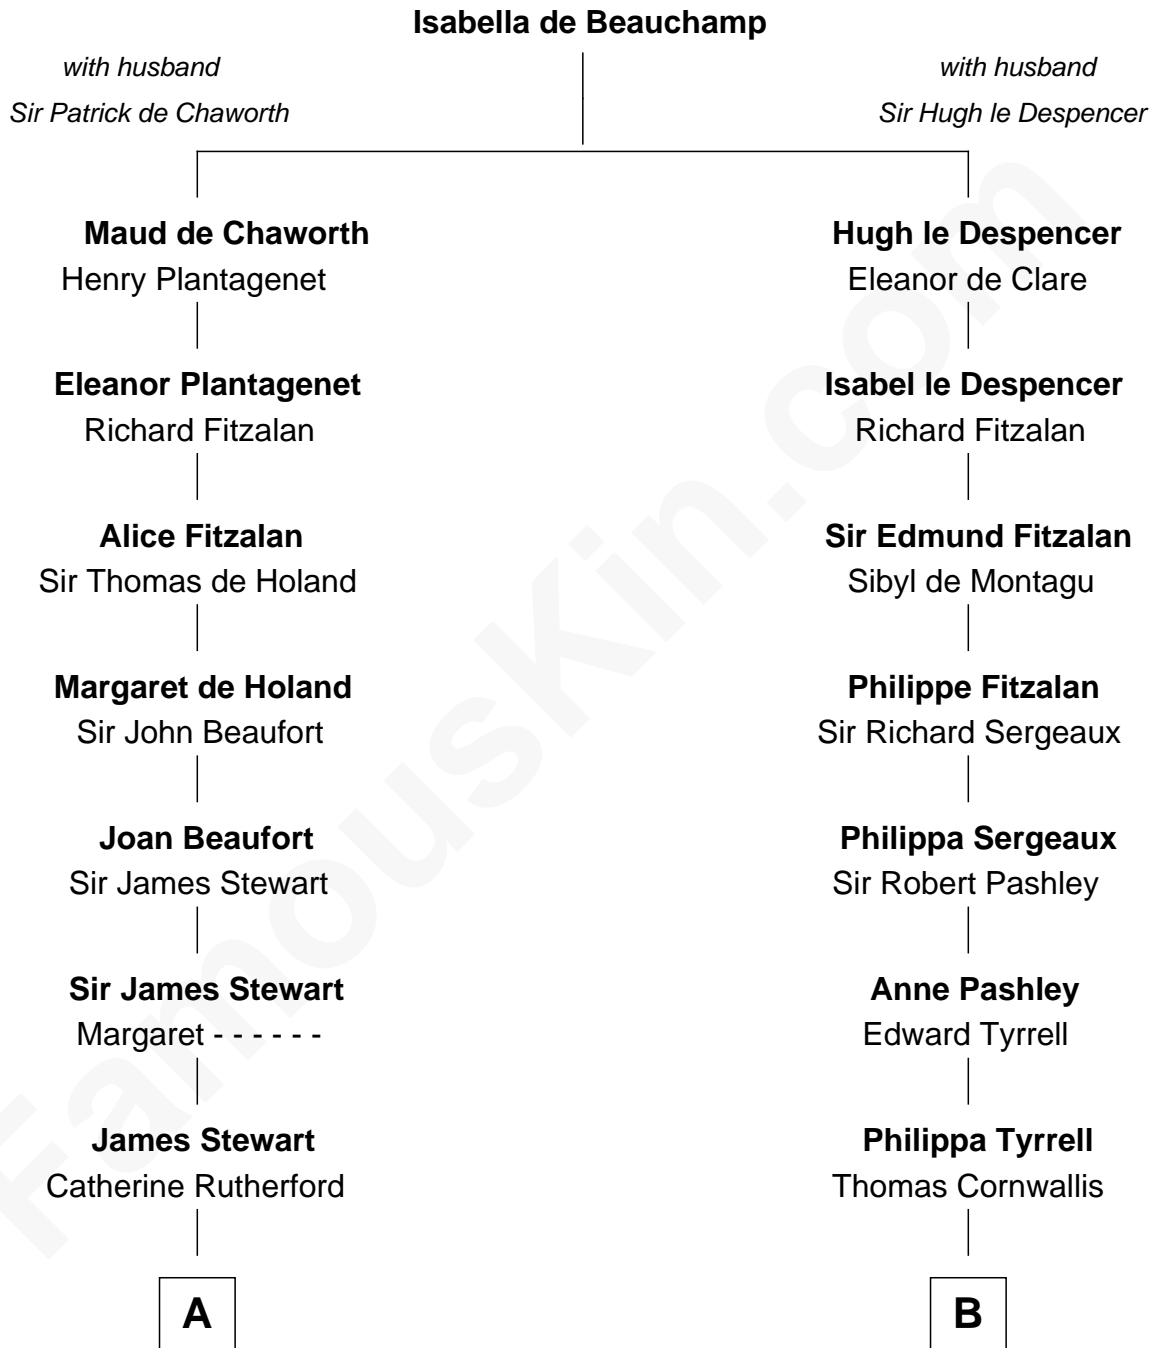 Isabella de Beauchamp
with husband
Sir Patrick de Chaworth
with husband
Sir Hugh le Despencer
Maud de Chaworth
Henry Plantagenet
Hugh le Despencer
Eleanor de Clare
Eleanor Plantagenet
Richard Fitzalan
Isabel le Despencer
Richard Fitzalan
Alice Fitzalan
Sir Thomas de Holand
Sir Edmund Fitzalan
Sibyl de Montagu
Margaret de Holand
Sir John Beaufort
Philippe Fitzalan
Sir Richard Sergeaux
Joan Beaufort
Sir James Stewart
Philippa Sergeaux
Sir Robert Pashley
Sir James Stewart
Margaret - - - - - -
Anne Pashley
Edward Tyrrell
James Stewart
Catherine Rutherford
Philippa Tyrrell
Thomas Cornwallis
A
B
FamousKin.com